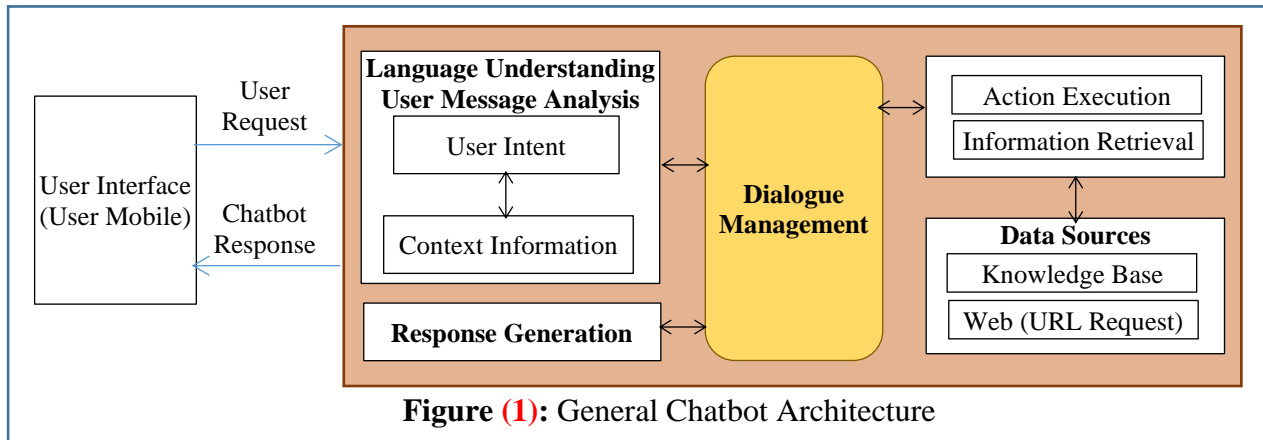 User Interface
(User Mobile)
User
Request
Chatbot
Response
Language Understanding
User Message Analysis
User Intent
Context Information
Response Generation
Dialogue
Management
Action Execution
Information Retrieval
Data Sources
Knowledge Base
Web (URL Request)
Figure (1): General Chatbot Architecture